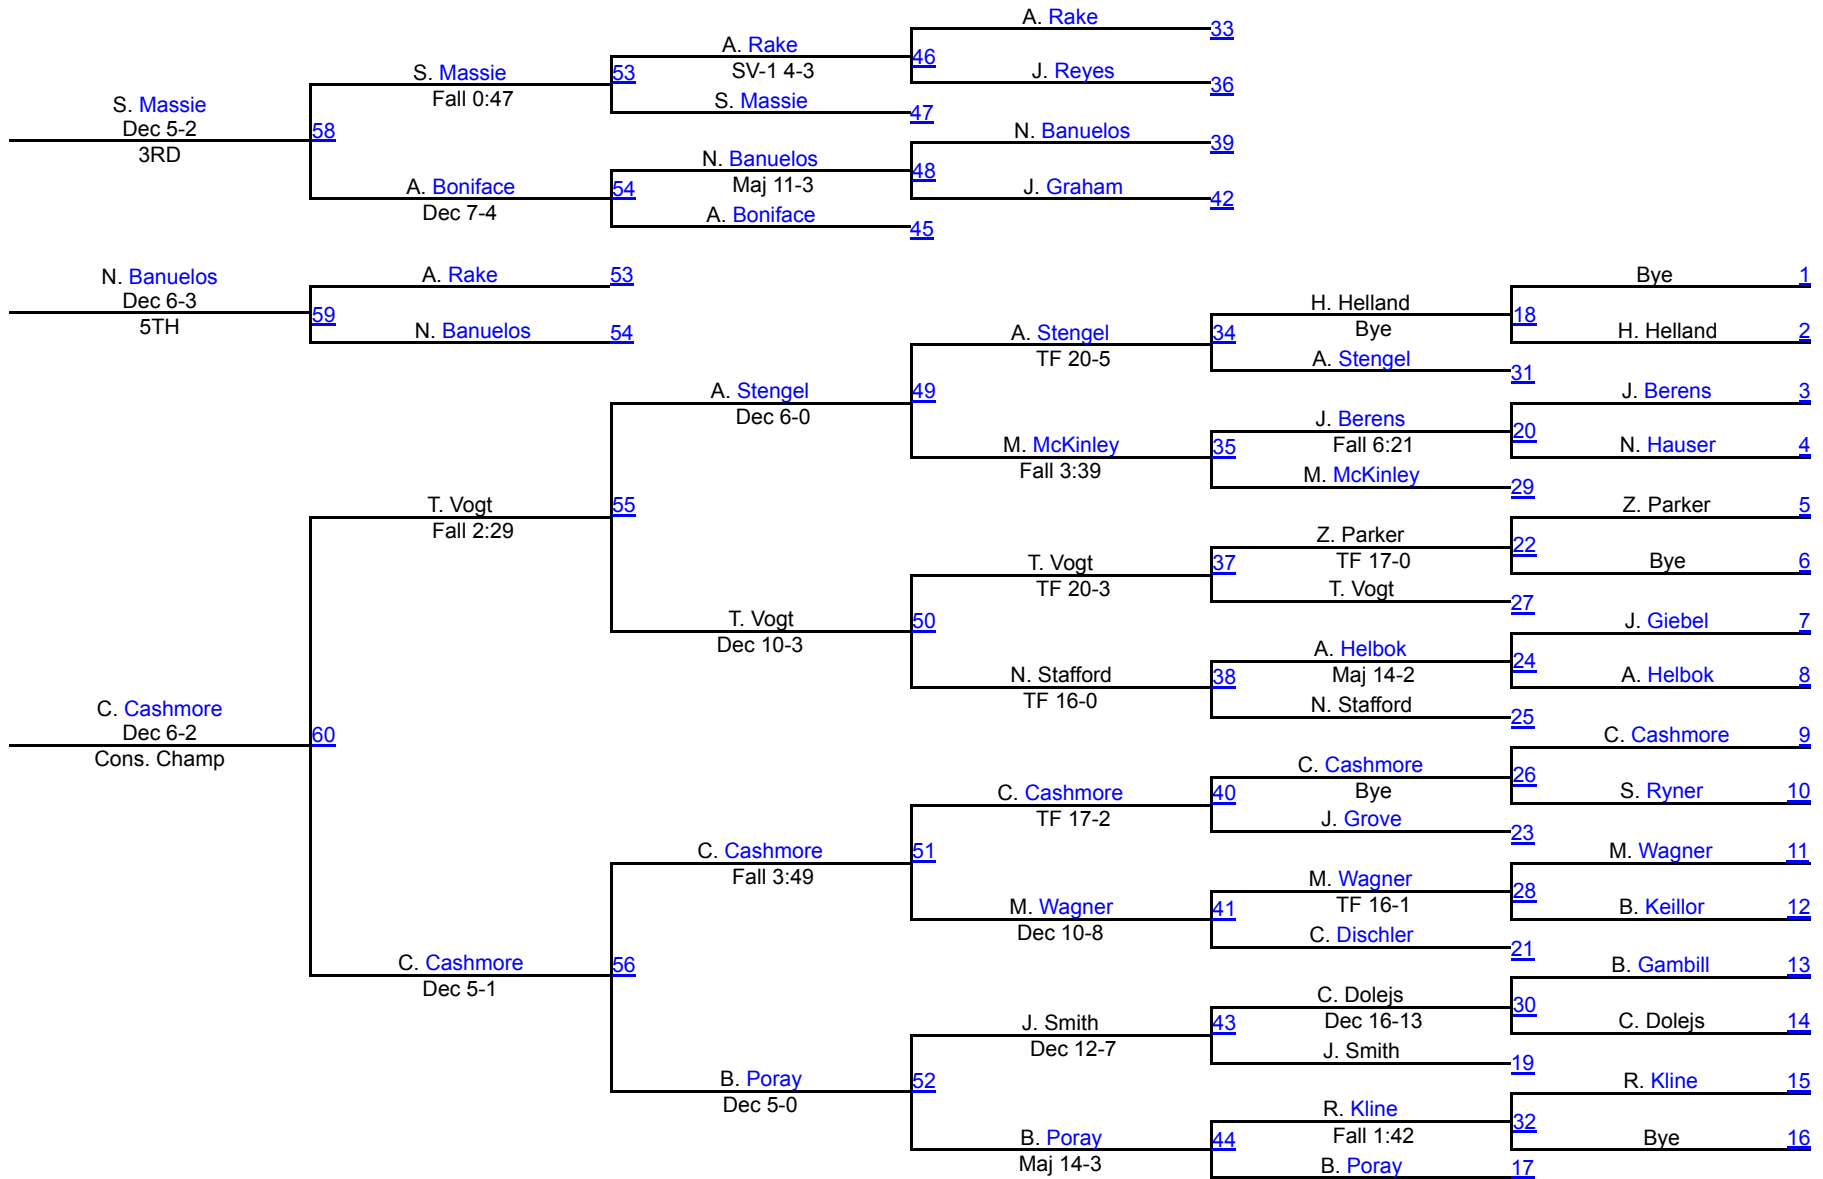 A. Rake
33
A. Rake
46
SV-1 4-3
J. Reyes
36
S. Massie
53
Fall 0:47
S. Massie
47
S. Massie
Dec 5-2
58
3RD
N. Banuelos
39
N. Banuelos
48
Maj 11-3
J. Graham
42
A. Boniface
54
Dec 7-4
A. Boniface
45
N. Banuelos
Dec 6-3
59
5TH
A. Rake
53
N. Banuelos
54
Bye
1
H. Helland
18
Bye
H. Helland
2
A. Stengel
34
TF 20-5
A. Stengel
31
A. Stengel
49
Dec 6-0
J. Berens
3
J. Berens
20
Fall 6:21
N. Hauser
4
M. McKinley
35
Fall 3:39
M. McKinley
29
T. Vogt
55
Fall 2:29
Z. Parker
5
Z. Parker
22
TF 17-0
Bye
6
T. Vogt
37
TF 20-3
T. Vogt
27
T. Vogt
50
Dec 10-3
J. Giebel
7
A. Helbok
24
Maj 14-2
A. Helbok
8
N. Stafford
38
TF 16-0
N. Stafford
25
C. Cashmore
Dec 6-2
60
Cons. Champ
C. Cashmore
9
C. Cashmore
26
Bye
S. Ryner
10
C. Cashmore
40
TF 17-2
J. Grove
23
C. Cashmore
51
Fall 3:49
M. Wagner
11
M. Wagner
28
TF 16-1
B. Keillor
12
M. Wagner
41
Dec 10-8
C. Dischler
21
C. Cashmore
56
Dec 5-1
B. Gambill
13
C. Dolejs
30
Dec 16-13
C. Dolejs
14
J. Smith
43
Dec 12-7
J. Smith
19
B. Poray
52
Dec 5-0
R. Kline
15
R. Kline
32
Fall 1:42
Bye
16
B. Poray
44
Maj 14-3
B. Poray
17